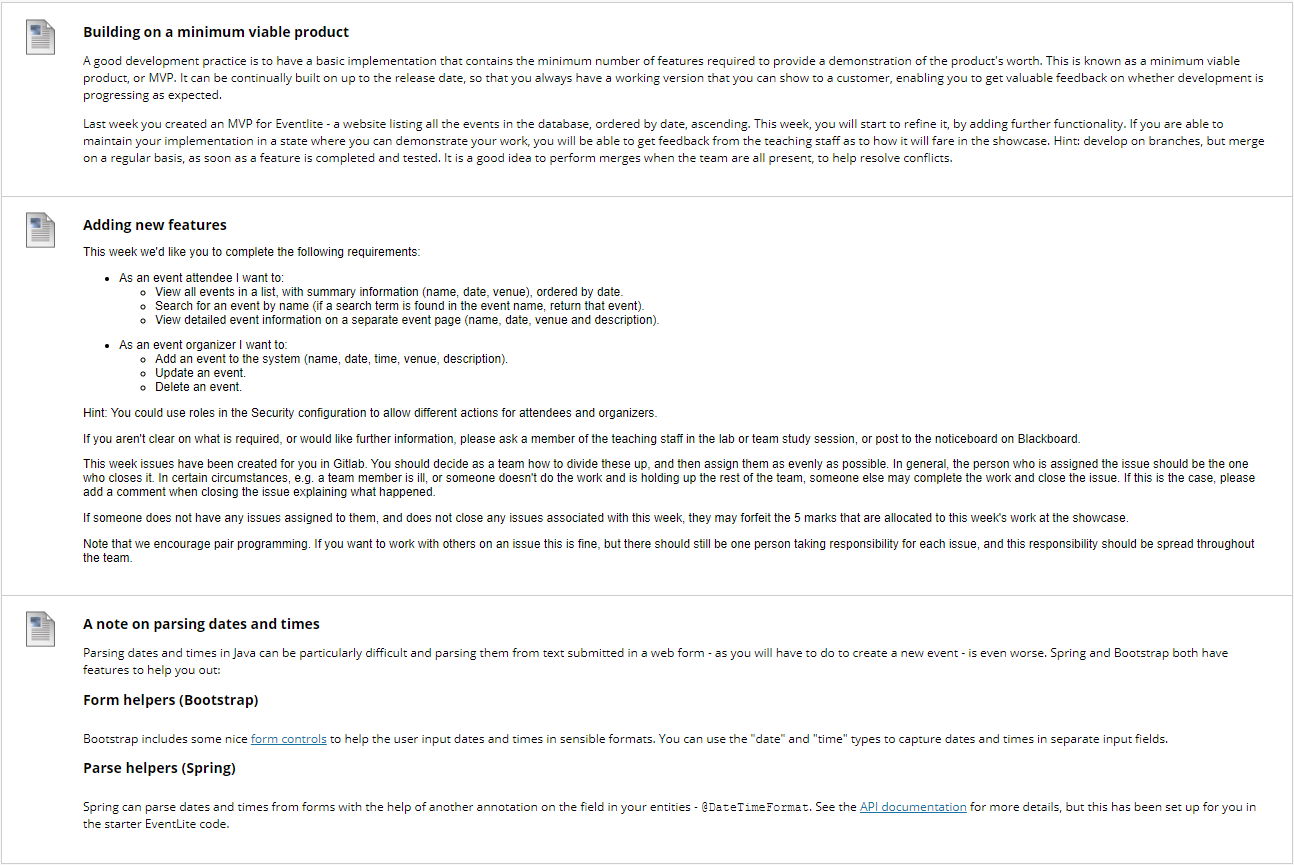 Building on a minimum viable product
A good development practice is to have a basic implementation that contains the minimum number of features required to provide a demonstration of the product's worth. This is known as a minimum viable
product, or MVP. It can be continually built on up to the release date, so that you always have a working version that you can show to a customer, enabling you to get valuable feedback on whether development is
progressing as expected.
Last week you created an MVP for Eventlite - a website listing all the events in the database, ordered by date, ascending. This week, you will start to refine it, by adding further functionality. If you are able to
maintain your implementation in a state where you can demonstrate your work, you will be able to get feedback from the teaching staff as to how it will fare in the showcase. Hint: develop on branches, but merge
on a regular basis, as soon as a feature is completed and tested. It is a good idea to perform merges when the team are all present, to help resolve conflicts.
Adding new features
This week we'd like you to complete the following requirements:
• As an event attendee I want to:
◦ View all events in a list, with summary information (name, date, venue), ordered by date.
◦ Search for an event by name (if a search term is found in the event name, return that event).
◦ View detailed event information on a separate event page (name, date, venue and description).
• As an event organizer I want to:
◦ Add an event to the system (name, date, time, venue, description).
◦ Update an event.
◦ Delete an event.
Hint: You could use roles in the Security configuration to allow different actions for attendees and organizers.
If you aren't clear on what is required, or would like further information, please ask a member of the teaching staff in the lab or team study session, or post to the noticeboard on Blackboard.
This week issues have been created for you in Gitlab. You should decide as a team how to divide these up, and then assign them as evenly as possible. In general, the person who is assigned the issue should be the one
who closes it. In certain circumstances, e.g. a team member is ill, or someone doesn't do the work and is holding up the rest of the team, someone else may complete the work and close the issue. If this is the case, please
add a comment when closing the issue explaining what happened.
If someone does not have any issues assigned to them, and does not close any issues associated with this week, they may forfeit the 5 marks that are allocated to this week's work at the showcase.
Note that we encourage pair programming. If you want to work with others on an issue this is fine, but there should still be one person taking responsibility for each issue, and this responsibility should be spread throughout
the team.
A note on parsing dates and times
Parsing dates and times in Java can be particularly difficult and parsing them from text submitted in a web form - as you will have to do to create a new event - is even worse. Spring and Bootstrap both have
features to help you out:
Form helpers (Bootstrap)
Bootstrap includes some nice form controls to help the user input dates and times in sensible formats. You can use the "date" and "time" types to capture dates and times in separate input fields.
Parse helpers (Spring)
Spring can parse dates and times from forms with the help of another annotation on the field in your entities - @DateTimeFormat. See the API documentation for more details, but this has been set up for you in
the starter EventLite code.